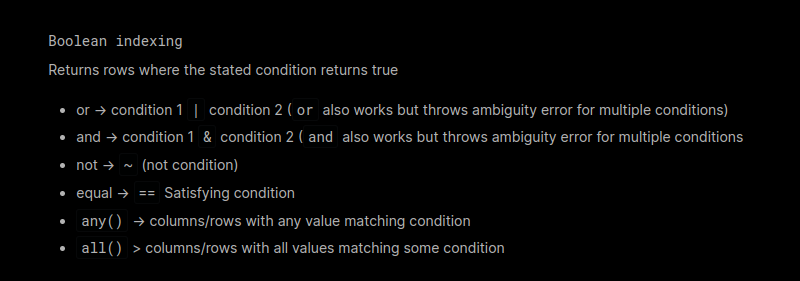 Boolean indexing
Returns rows where the stated condition returns true
• or → condition 1 | condition 2 ( or also works but throws ambiguity error for multiple conditions)
• and → condition 1 & condition 2 ( and also works but throws ambiguity error for multiple conditions
• not → ~ (not condition)
• equal → == Satisfying condition
• any() → columns/rows with any value matching condition
• all() > columns/rows with all values matching some condition